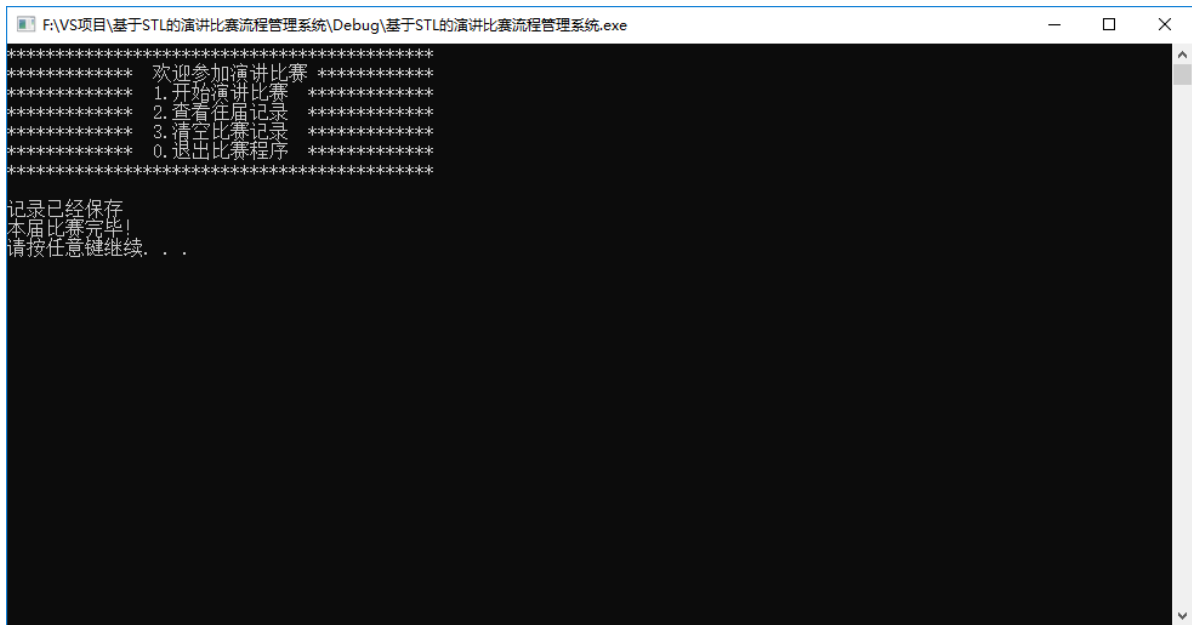 F:\VS项目\基于STL的演讲比赛流程管理系统\Debug\基于STL的演讲比赛流程管理系统.exe
********************************************
*************  欢迎参加演讲比赛 ************
*************  1.开始演讲比赛  *************
*************  2.查看往届记录  *************
*************  3.清空比赛记录  *************
*************  0.退出比赛程序  *************
********************************************
记录已经保存
本届比赛完毕!
请按任意键继续. . .